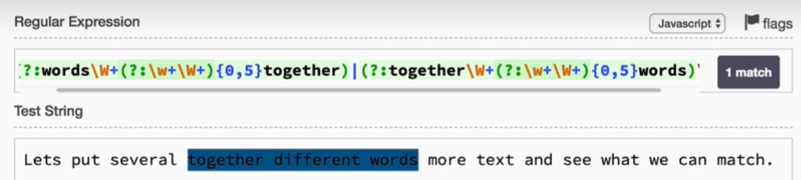 Regular Expression
Javascript flags
?:words\W+(?:\w+\W+){0,5}together)|(?:together\W+(?:\w+\W+){0,5}words)
1 match
Test String
Lets put several together different words more text and see what we can match.